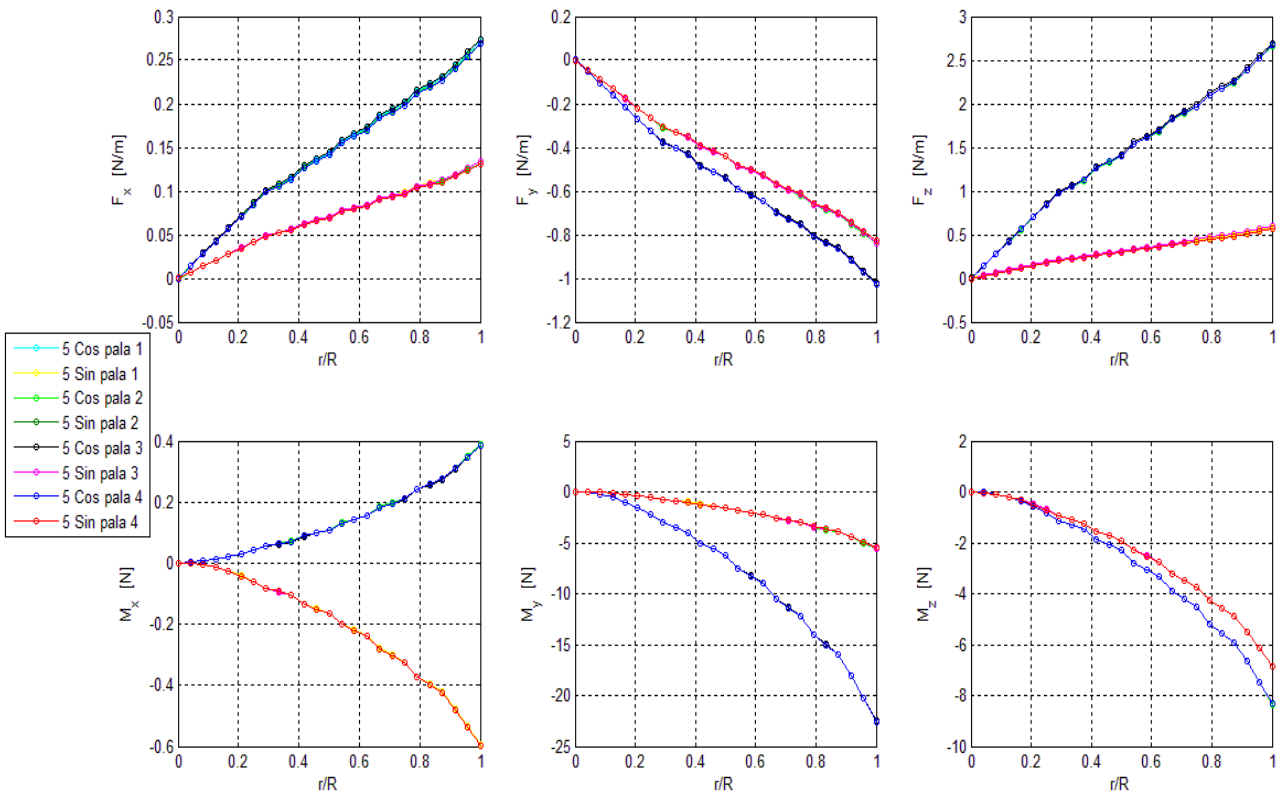 0.3
0.25
0.2
0.15
0.1
0.05
0
-0.05
F_x [N/m]
0 0.2 0.4 0.6 0.8 1
r/R
0.2
0
-0.2
-0.4
-0.6
-0.8
-1
-1.2
F_y [N/m]
0 0.2 0.4 0.6 0.8 1
r/R
3
2.5
2
1.5
1
0.5
0
-0.5
F_z [N/m]
0 0.2 0.4 0.6 0.8 1
r/R
5 Cos pala 1
5 Sin pala 1
5 Cos pala 2
5 Sin pala 2
5 Cos pala 3
5 Sin pala 3
5 Cos pala 4
5 Sin pala 4
0.4
0.2
0
-0.2
-0.4
-0.6
M_x [N]
0 0.2 0.4 0.6 0.8 1
r/R
5
0
-5
-10
-15
-20
-25
M_y [N]
0 0.2 0.4 0.6 0.8 1
r/R
2
0
-2
-4
-6
-8
-10
M_z [N]
0 0.2 0.4 0.6 0.8 1
r/R